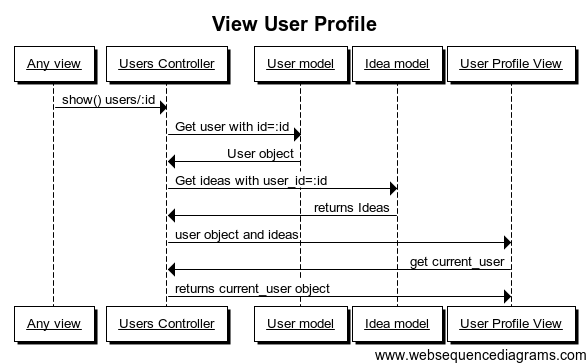 View User Profile
Any view Users Controller User model Idea model User Profile View
show() users/:id
Get user with id=:id
User object
Get ideas with user_id=:id
returns Ideas
user object and ideas
get current_user
returns current_user object
Any view Users Controller User model Idea model User Profile View
www.websequencediagrams.com